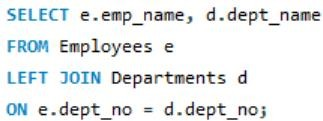 SELECT e.emp_name, d.dept_name
FROM Employees e
LEFT JOIN Departments d
ON e.dept_no = d.dept_no;